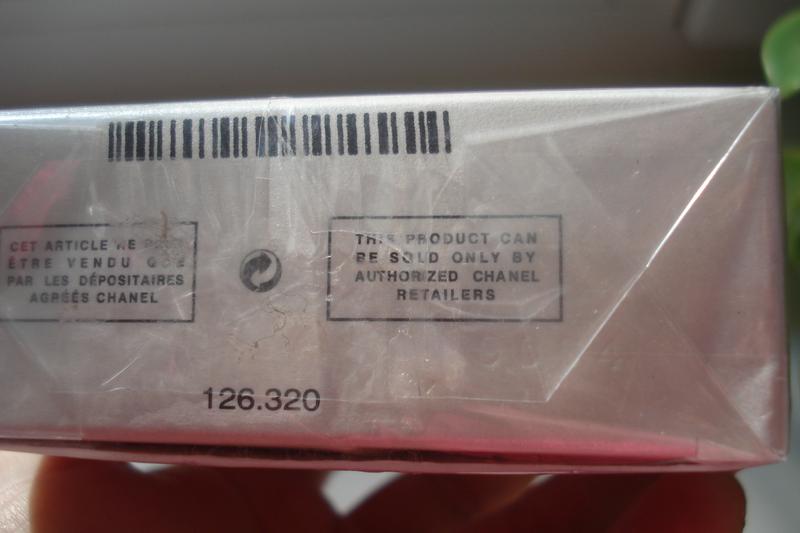 CET ARTICLE NE PEUT
ÊTRE VENDU QUE
PAR LES DÉPOSITAIRES
AGRÉÉS CHANEL
THIS PRODUCT CAN
BE SOLD ONLY BY
AUTHORIZED CHANEL
RETAILERS
126.320